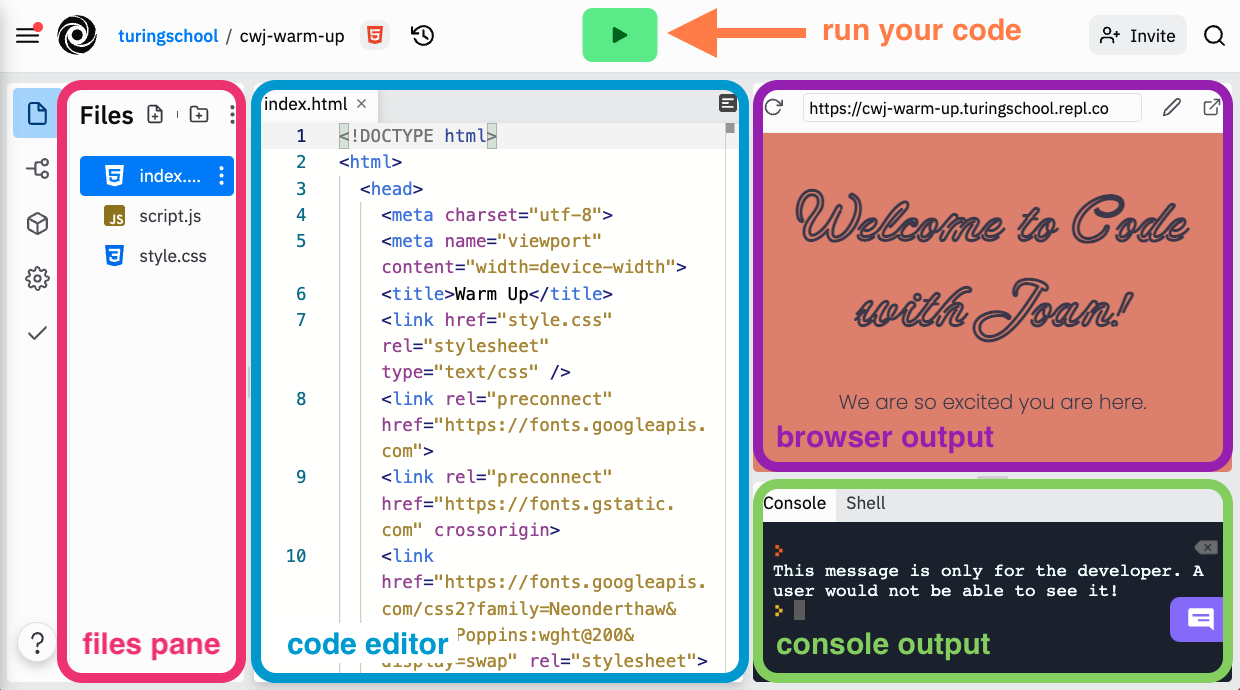 turingschool / cwj-warm-up
run your code
Invite
Files
index....
JS script.js
style.css
files pane
?
index.html ×
1 <!DOCTYPE html>
2 <html>
3 <head>
4 <meta charset="utf-8">
5 <meta name="viewport"
content="width=device-width">
6 <title>Warm Up</title>
7 <link href="style.css"
rel="stylesheet"
type="text/css" />
8 <link rel="preconnect"
href="https://fonts.googleapis.
com">
9 <link rel="preconnect"
href="https://fonts.gstatic.
com" crossorigin>
10 <link
href="https://fonts.googleapis.
com/css2?family=Neonderthaw&
Poppins:wght@200&
display=swap" rel="stylesheet">
code editor
https://cwj-warm-up.turingschool.repl.co
Welcome to Code
with Joan!
We are so excited you are here.
browser output
Console Shell
>
This message is only for the developer. A
user would not be able to see it!
>
console output